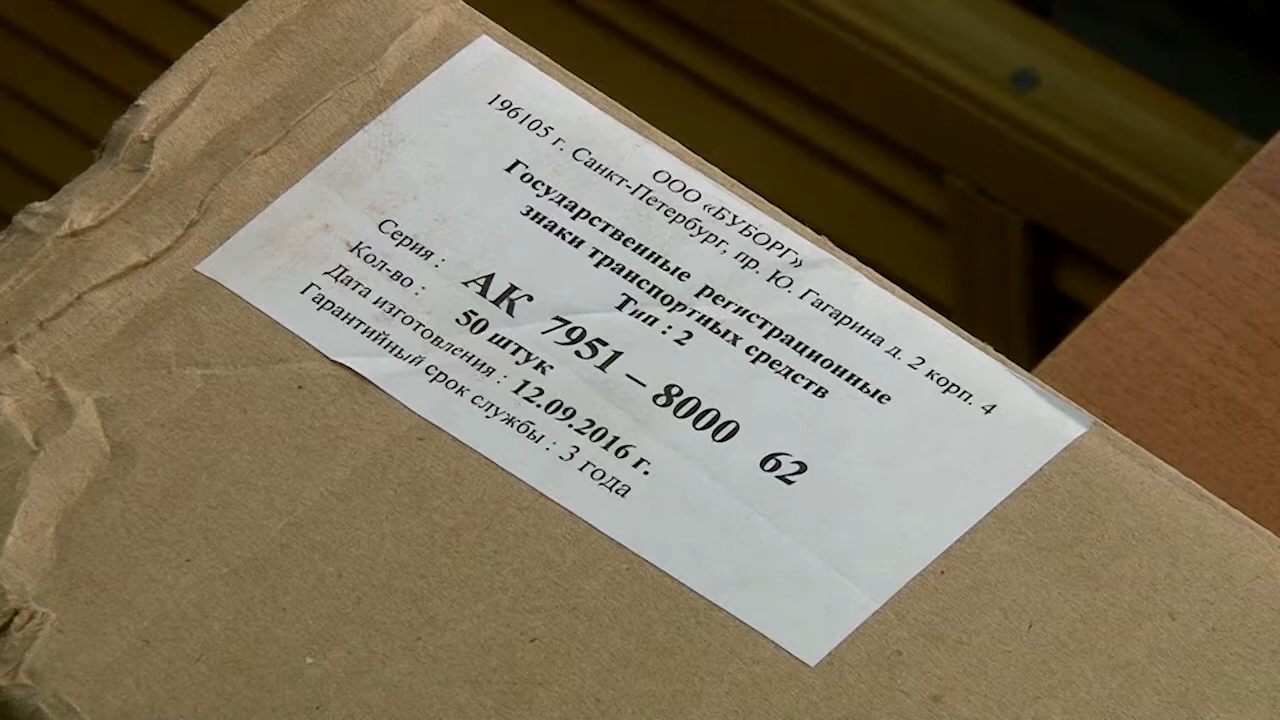 ООО «БУБОРГ»
196105 г. Санкт-Петербург, пр. Ю. Гагарина д. 2 корп. 4
Государственные регистрационные
знаки транспортных средств
Тип : 2
Серия : АК 7951 – 8000 62
Кол-во : 50 штук
Дата изготовления : 12.09.2016 г.
Гарантийный срок службы : 3 года